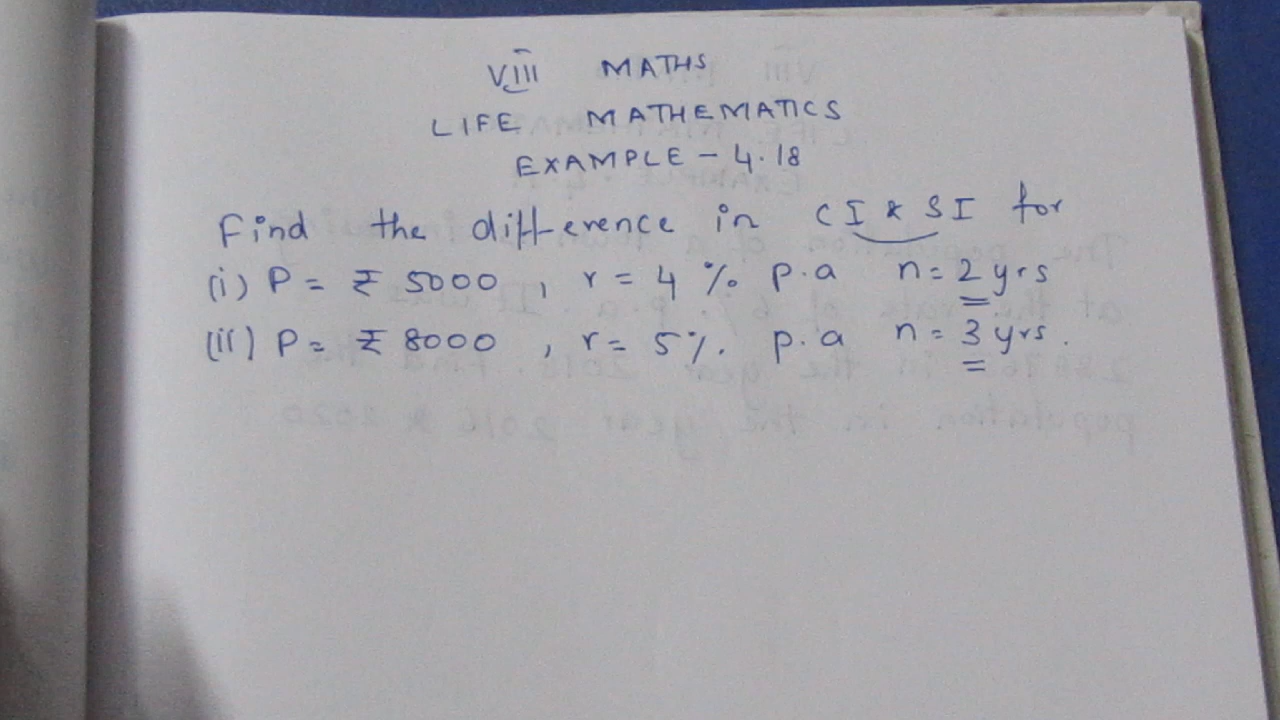 VIII MATHS
LIFE MATHEMATICS
EXAMPLE - 4.18
Find the difference in CI & SI for
(i) P = ₹ 5000 , r = 4 % p.a n = 2 yrs
(ii) P = ₹ 8000 , r = 5 %. p.a n = 3 yrs.